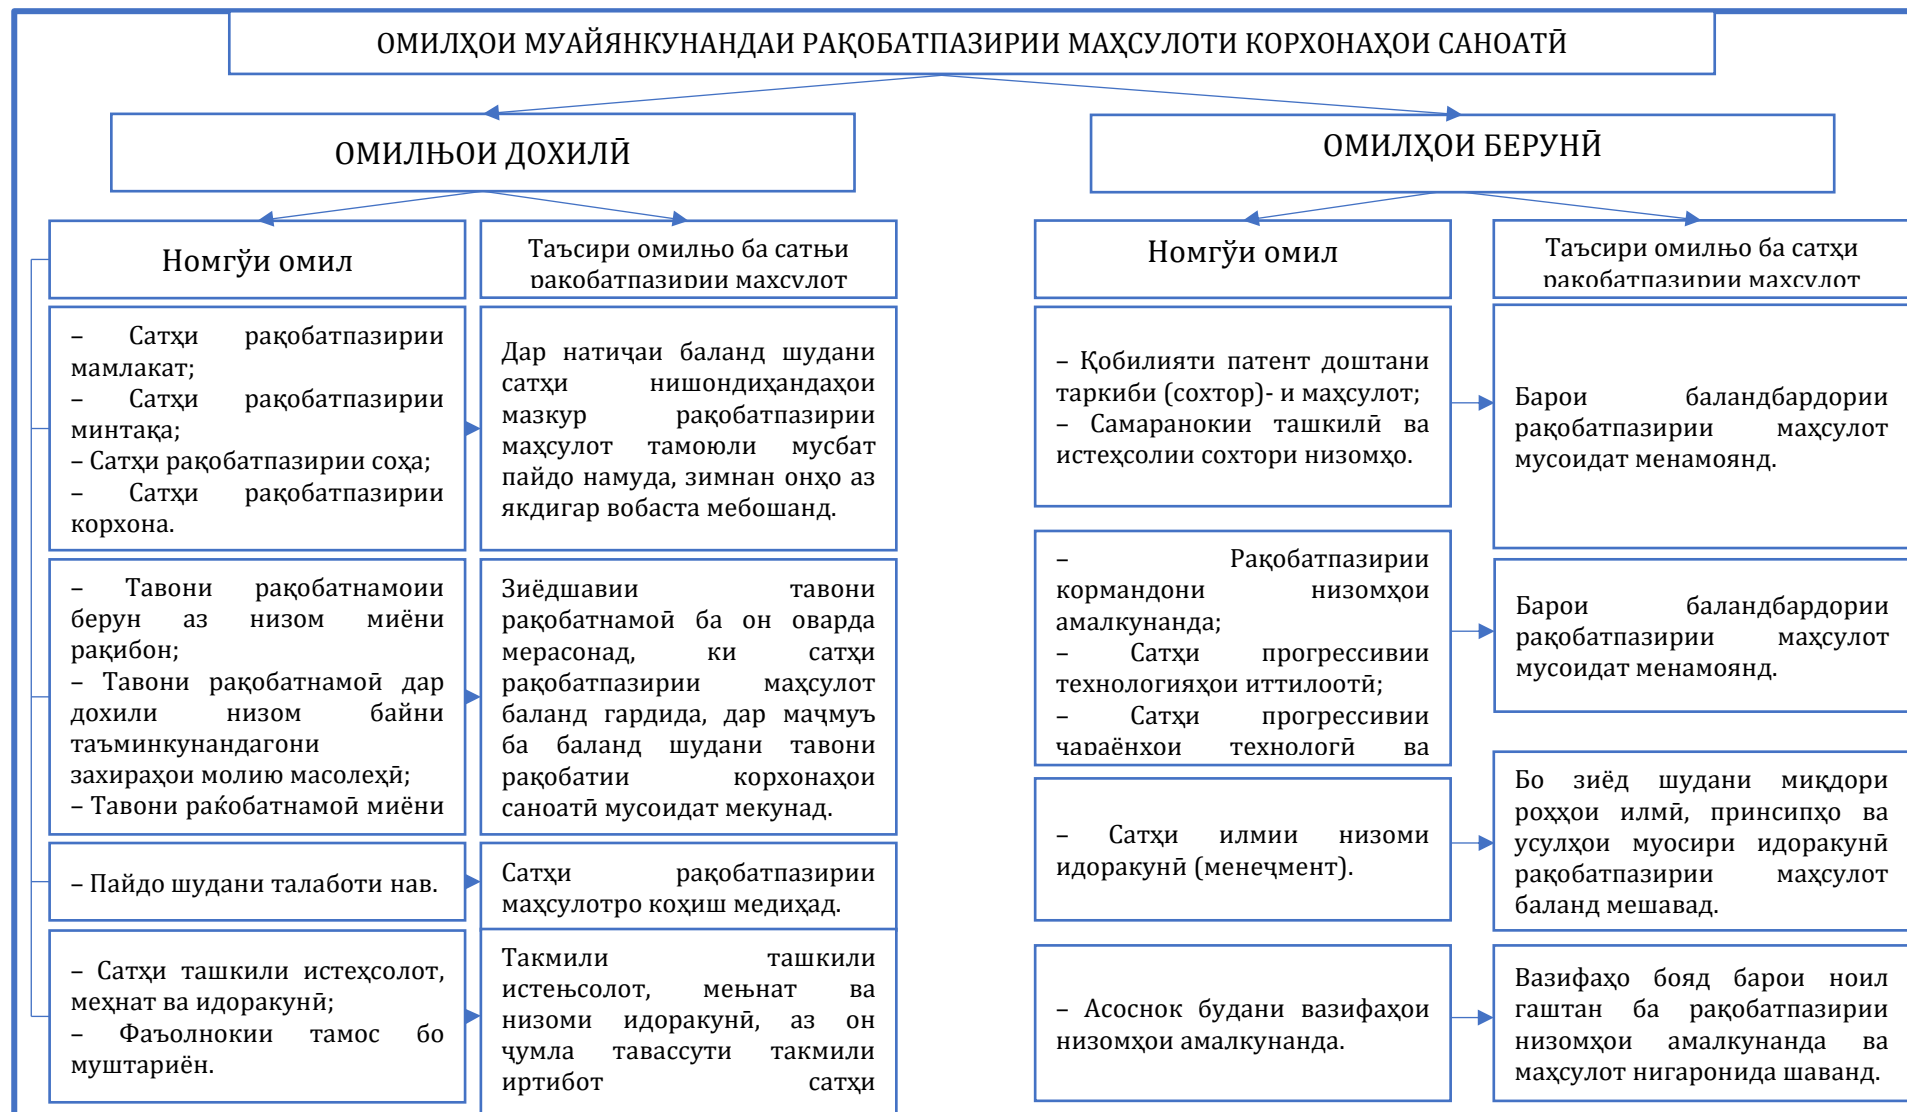 ОМИЛҲОИ МУАЙЯНКУНАНДАИ РАҚОБАТПАЗИРИИ МАҲСУЛОТИ КОРХОНАҲОИ САНОАТӢ
ОМИЛЊОИ ДОХИЛӢ
Номгӯи омил
Таъсири омилњо ба сатњи
рақобатпазирии маҳсулот
– Сатҳи рақобатпазирии
мамлакат;
– Сатҳи рақобатпазирии
минтақа;
– Сатҳи рақобатпазирии соҳа;
– Сатҳи рақобатпазирии
корхона.
Дар натиҷаи баланд шудани
сатҳи нишондиҳандаҳои
мазкур рақобатпазирии
маҳсулот тамоюли мусбат
пайдо намуда, зимнан онҳо аз
якдигар вобаста мебошанд.
– Тавони рақобатнамоии
берун аз низом миёни
рақибон;
– Тавони рақобатнамоӣ дар
дохили низом байни
таъминкунандагони
захираҳои молию масолеҳӣ;
– Тавони раќобатнамоӣ миёни
Зиёдшавии тавони
рақобатнамоӣ ба он оварда
мерасонад, ки сатҳи
рақобатпазирии маҳсулот
баланд гардида, дар маҷмуъ
ба баланд шудани тавони
рақобатии корхонаҳои
саноатӣ мусоидат мекунад.
– Пайдо шудани талаботи нав.
Сатҳи рақобатпазирии
маҳсулотро коҳиш медиҳад.
– Сатҳи ташкили истеҳсолот,
меҳнат ва идоракунӣ;
– Фаъолнокии тамос бо
муштариён.
Такмили ташкили
истењсолот, мењнат ва
низоми идоракунӣ, аз он
ҷумла тавассути такмили
иртибот сатҳи
ОМИЛҲОИ БЕРУНӢ
Номгӯи омил
Таъсири омилњо ба сатҳи
рақобатпазирии маҳсулот
– Қобилияти патент доштани
таркиби (сохтор)- и маҳсулот;
– Самаранокии ташкилӣ ва
истеҳсолии сохтори низомҳо.
Барои баландбардории
рақобатпазирии маҳсулот
мусоидат менамоянд.
– Рақобатпазирии
кормандони низомҳои
амалкунанда;
– Сатҳи прогрессивии
технологияҳои иттилоотӣ;
– Сатҳи прогрессивии
ҷараёнҳои технологӣ ва
Барои баландбардории
рақобатпазирии маҳсулот
мусоидат менамоянд.
– Сатҳи илмии низоми
идоракунӣ (менеҷмент).
Бо зиёд шудани миқдори
роҳҳои илмӣ, принсипҳо ва
усулҳои муосири идоракунӣ
рақобатпазирии маҳсулот
баланд мешавад.
– Асоснок будани вазифаҳои
низомҳои амалкунанда.
Вазифаҳо бояд барои ноил
гаштан ба рақобатпазирии
низомҳои амалкунанда ва
маҳсулот нигаронида шаванд.